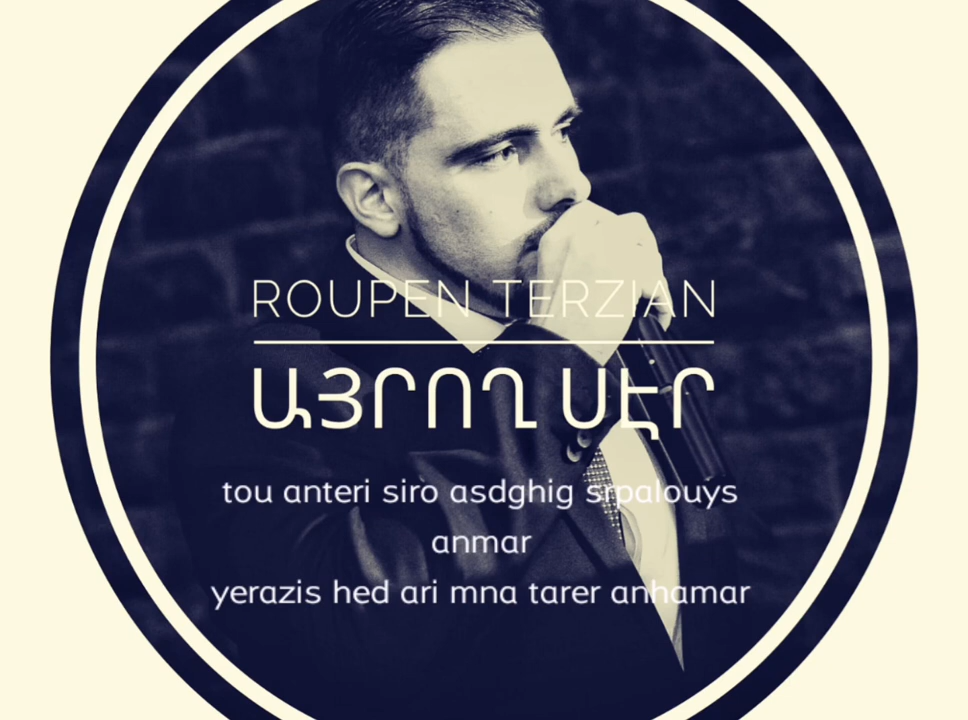 ROUPEN TERZIAN
ԱՅՐՈՂ ՍԷՐ
tou anteri siro asdghig srpalouys
anmar
yerazis hed ari mna tarer anhamar